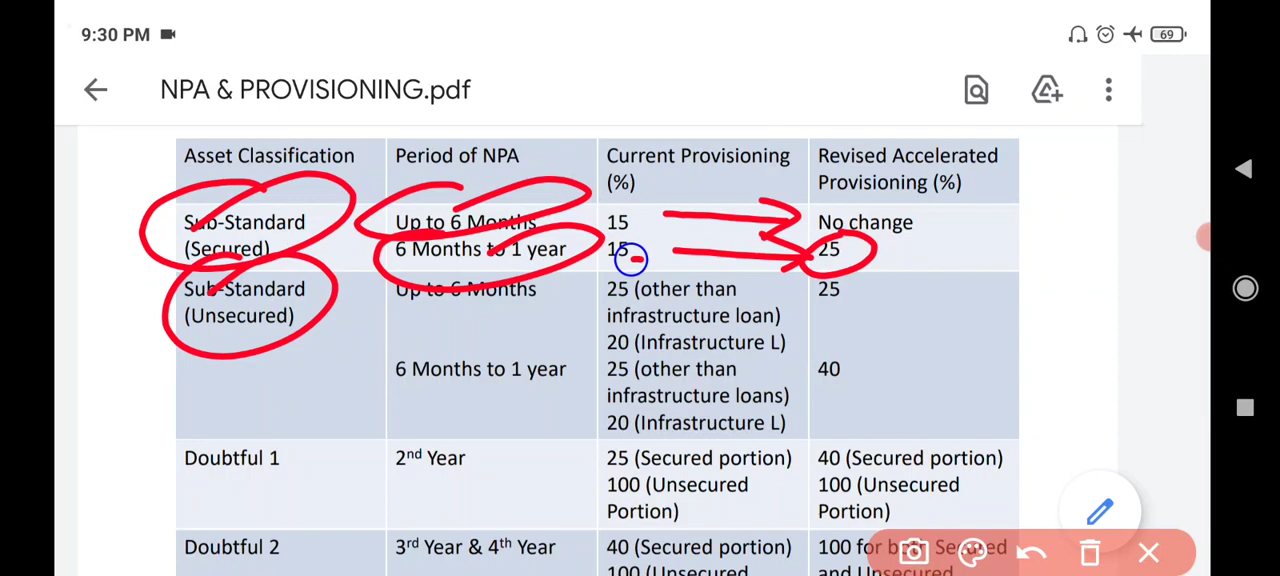 9:30 PM
69
NPA & PROVISIONING.pdf
Asset Classification Period of NPA Current Provisioning Revised Accelerated
(%) Provisioning (%)
Sub-Standard Up to 6 Months 15 No change
(Secured) 6 Months to 1 year 15 25
Sub-Standard Up to 6 Months 25 (other than 25
(Unsecured) infrastructure loan)
20 (Infrastructure L)
6 Months to 1 year 25 (other than 40
infrastructure loans)
20 (Infrastructure L)
Doubtful 1 2nd Year 25 (Secured portion) 40 (Secured portion)
100 (Unsecured 100 (Unsecured
Portion) Portion)
Doubtful 2 3rd Year & 4th Year 40 (Secured portion) 100 for both Secured
100 (Unsecured and Unsecured